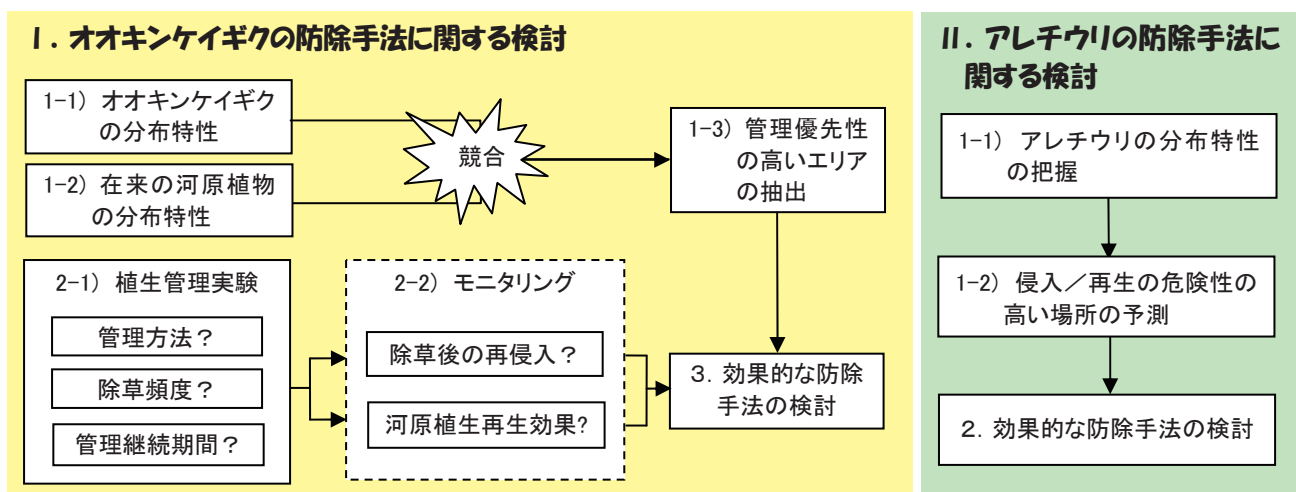 Ⅰ. オオキンケイギクの防除手法に関する検討
1-1) オオキンケイギク
の分布特性
1-2) 在来の河原植物
の分布特性
競合
1-3) 管理優先性
の高いエリア
の抽出
2-1) 植生管理実験
管理方法？
除草頻度？
管理継続期間？
2-2) モニタリング
除草後の再侵入？
河原植生再生効果?
３. 効果的な防除
手法の検討
Ⅱ. アレチウリの防除手法に
関する検討
1-1) アレチウリの分布特性
の把握
1-2) 侵入／再生の危険性の
高い場所の予測
２. 効果的な防除手法の検討